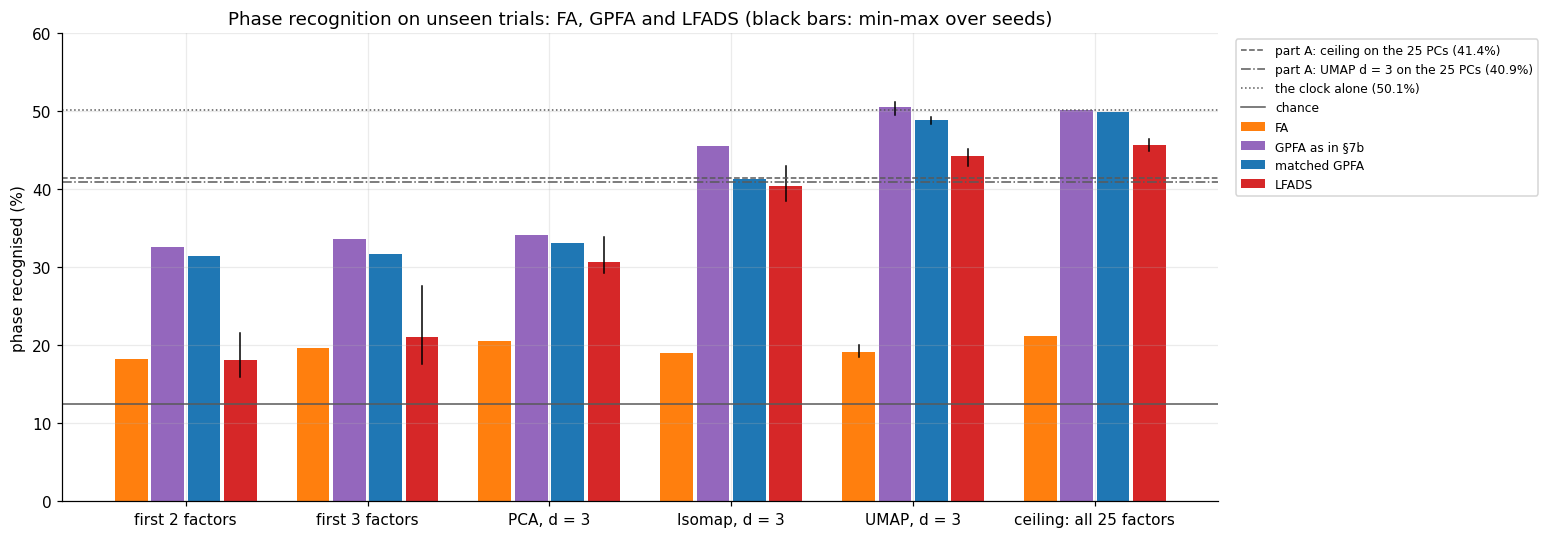 Phase recognition on unseen trials: FA, GPFA and LFADS (black bars: min-max over seeds)
phase recognised (%)
60
50
40
30
20
10
0
first 2 factors
first 3 factors
PCA, d = 3
Isomap, d = 3
UMAP, d = 3
ceiling: all 25 factors
part A: ceiling on the 25 PCs (41.4%)
part A: UMAP d = 3 on the 25 PCs (40.9%)
the clock alone (50.1%)
chance
FA
GPFA as in §7b
matched GPFA
LFADS